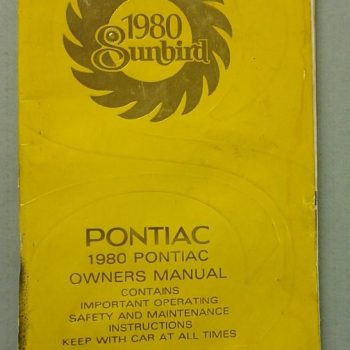 1980
Sunbird
PONTIAC
1980 PONTIAC
OWNERS MANUAL
CONTAINS
IMPORTANT OPERATING
SAFETY AND MAINTENANCE
INSTRUCTIONS
KEEP WITH CAR AT ALL TIMES